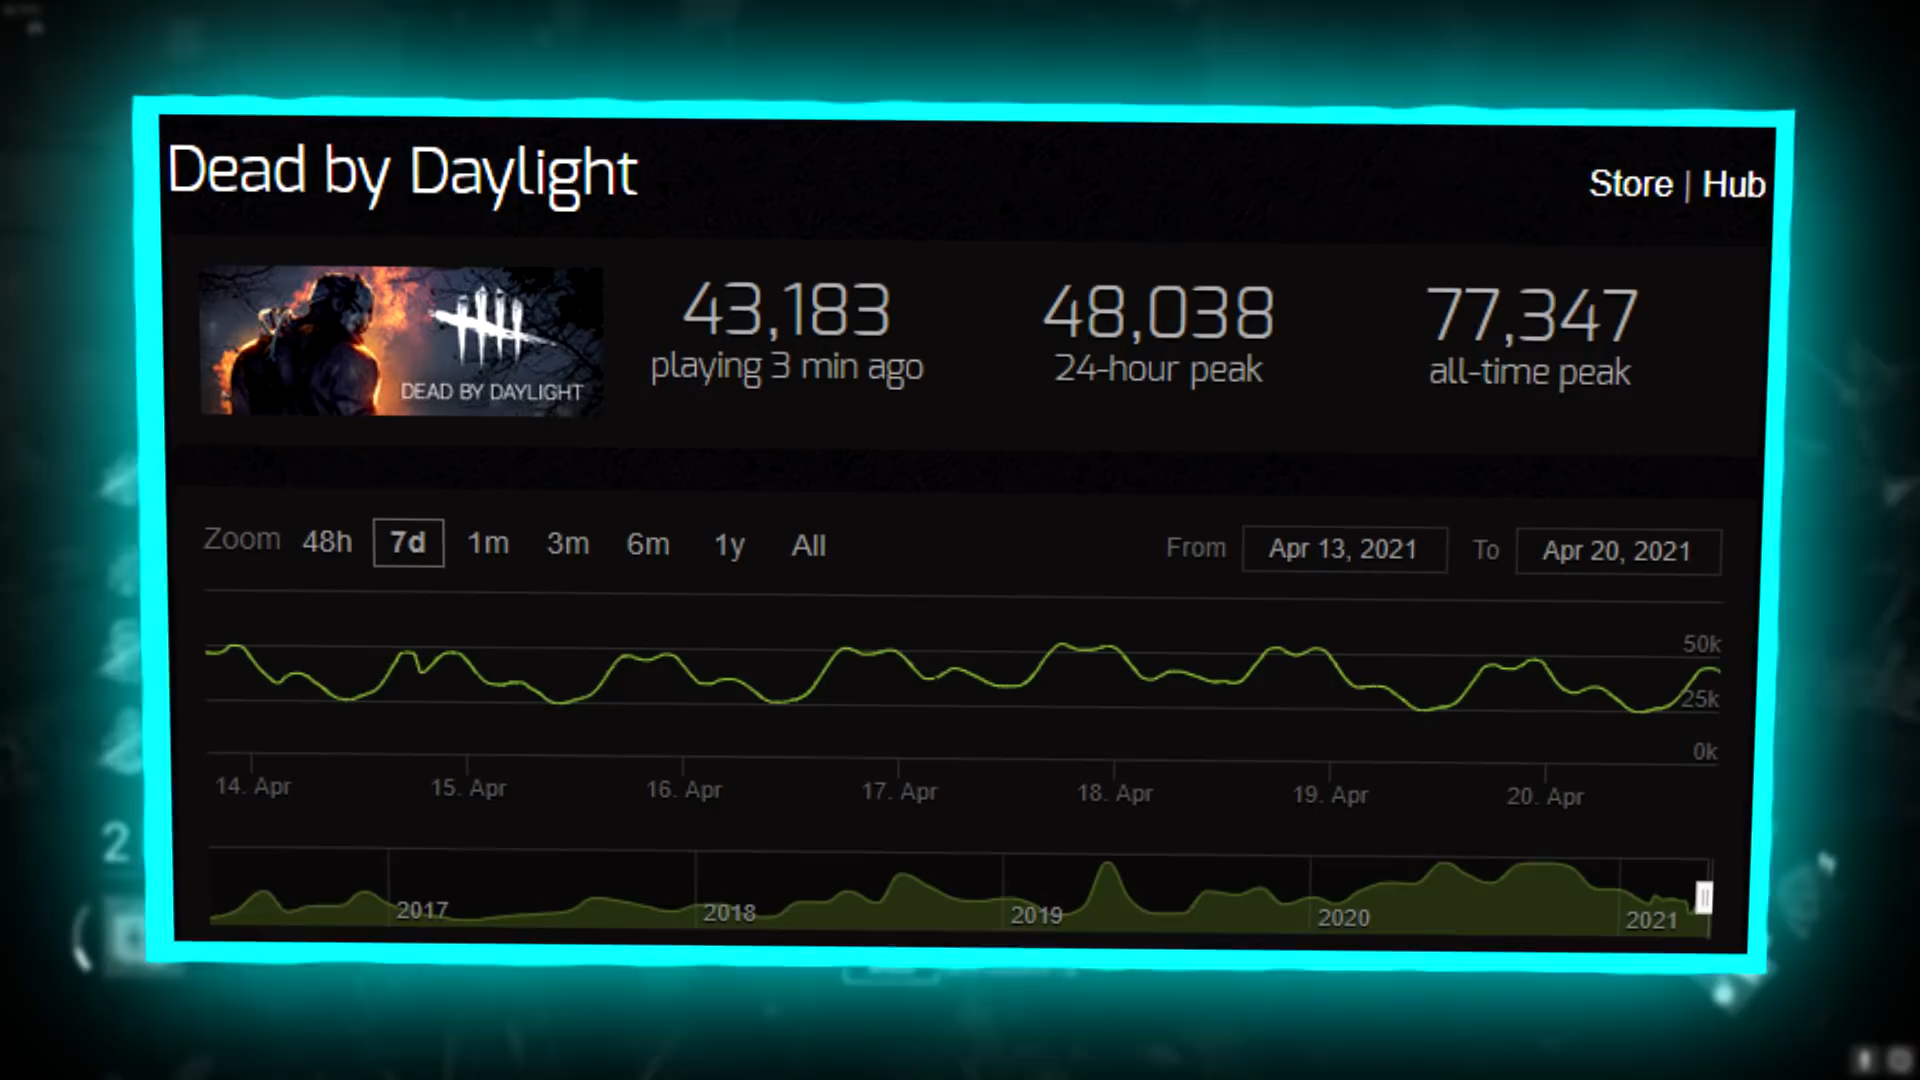 Dead by Daylight
Store | Hub
DEAD BY DAYLIGHT
43,183
playing 3 min ago
48,038
24-hour peak
77,347
all-time peak
Zoom 48h 7d 1m 3m 6m 1y All
From Apr 13, 2021 To Apr 20, 2021
50k
25k
0k
14. Apr 15. Apr 16. Apr 17. Apr 18. Apr 19. Apr 20. Apr
2017 2018 2019 2020 2021
2